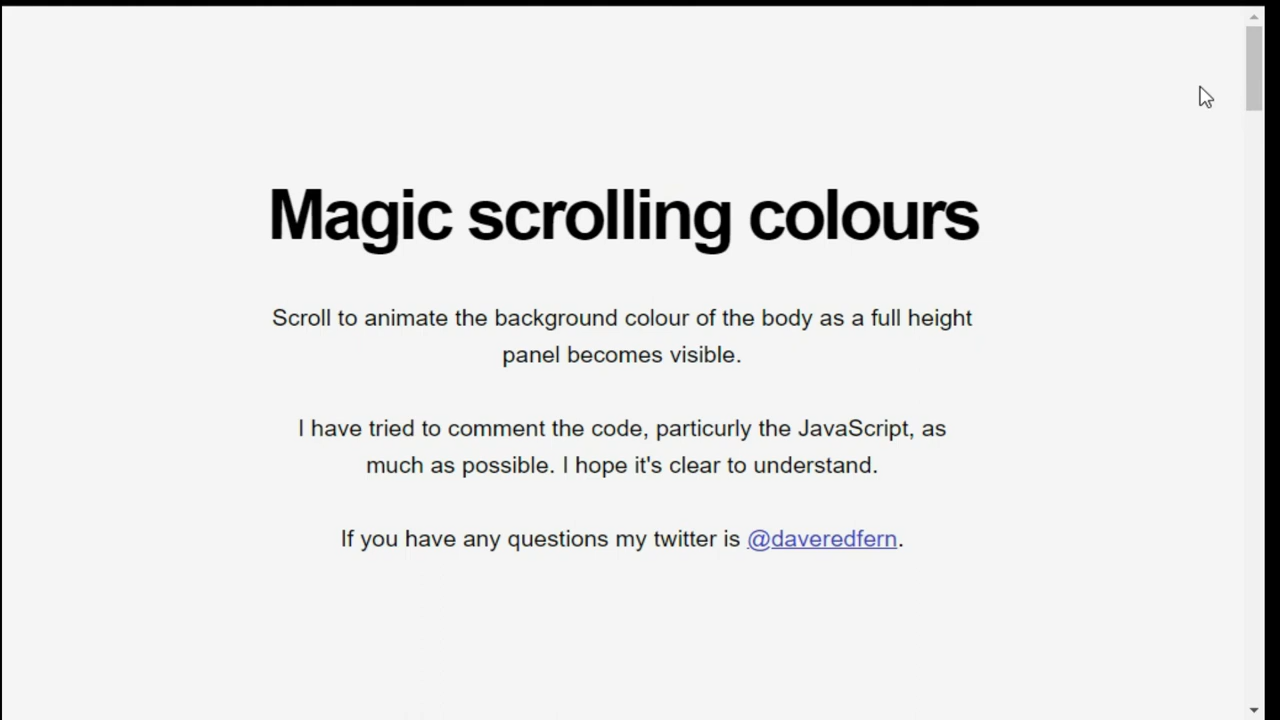 Magic scrolling colours
Scroll to animate the background colour of the body as a full height
panel becomes visible.
I have tried to comment the code, particurly the JavaScript, as
much as possible. I hope it's clear to understand.
If you have any questions my twitter is @daveredfern.